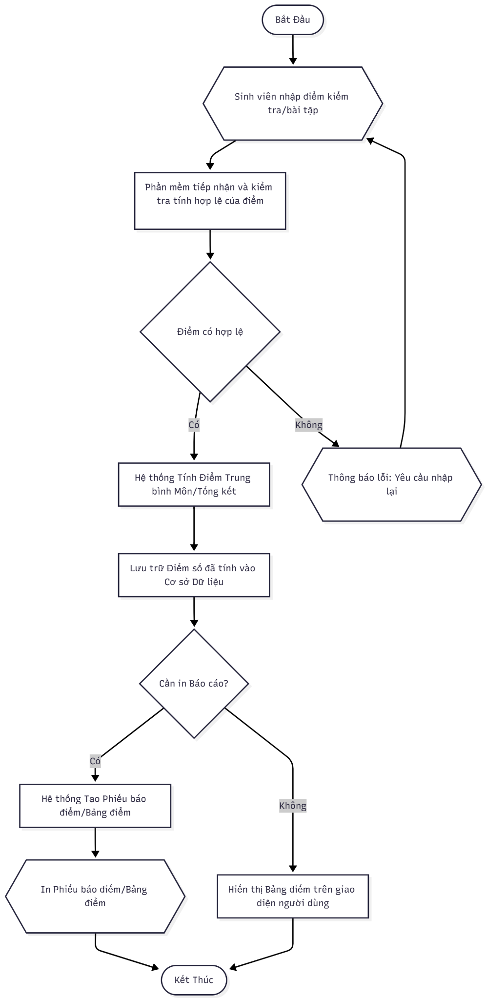 Bắt Đầu
Sinh viên nhập điểm kiểm
tra/bài tập
Phần mềm tiếp nhận và kiểm
tra tính hợp lệ của điểm
Điểm có hợp lệ
Có
Không
Hệ thống Tính Điểm Trung
bình Môn/Tổng kết
Thông báo lỗi: Yêu cầu nhập
lại
Lưu trữ Điểm số đã tính vào
Cơ sở Dữ liệu
Cần in Báo cáo?
Có
Không
Hệ thống Tạo Phiếu báo
điểm/Bảng điểm
In Phiếu báo điểm/Bảng
điểm
Hiển thị Bảng điểm trên giao
diện người dùng
Kết Thúc